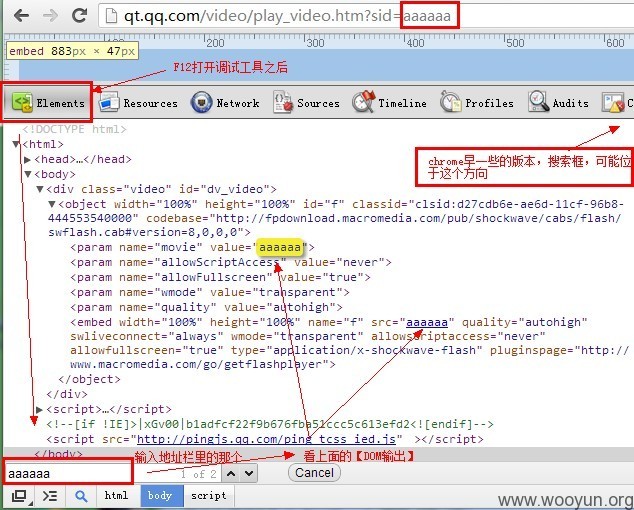 qt.qq.com/video/play_video.htm?sid=aaaaaa
embed 883px × 47px
200 300 400 500 600
F12打开调试工具之后
Elements Resources Network Sources Timeline Profiles Audits C
<!DOCTYPE html>
chrome早一些的版本，搜索框，可能位
于这个方向
▼<html>
▶<head>…</head>
▼<body>
▼<div class="video" id="dv_video">
▼<object width="100%" height="100%" id="f" classid="clsid:d27cdb6e-ae6d-11cf-96b8-
444553540000" codebase="http://fpdownload.macromedia.com/pub/shockwave/cabs/flash/
swflash.cab#version=8,0,0,0">
<param name="movie" value="aaaaaa">
<param name="allowScriptAccess" value="never">
<param name="allowFullscreen" value="true">
<param name="wmode" value="transparent">
<param name="quality" value="autohigh">
<embed width="100%" height="100%" name="f" src="aaaaaa" quality="autohigh"
swliveconnect="always" wmode="transparent" allowscriptaccess="never"
allowfullscreen="true" type="application/x-shockwave-flash" pluginspage="http://
www.macromedia.com/go/getflashplayer">
</object>
</div>
▶<script>…</script>
<!--[if !IE]>|xGv00|b1adfcf22f9b676fba51ccc5c613efd2<![endif]-->
<script src="http://pingjs.qq.com/ping_tcss_ied.js" ></script>
</body>
输入地址栏里的那个
看上面的【DOM输出】
aaaaaa 1 of 2 Cancel
html body script
www.wooyun.org